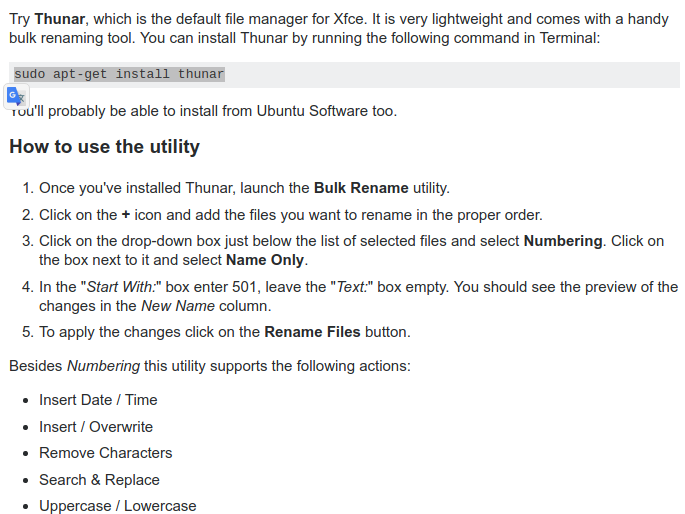 Try Thunar, which is the default file manager for Xfce. It is very lightweight and comes with a handy
bulk renaming tool. You can install Thunar by running the following command in Terminal:
sudo apt-get install thunar
G
You'll probably be able to install from Ubuntu Software too.
How to use the utility
1. Once you've installed Thunar, launch the Bulk Rename utility.
2. Click on the + icon and add the files you want to rename in the proper order.
3. Click on the drop-down box just below the list of selected files and select Numbering. Click on
the box next to it and select Name Only.
4. In the "Start With:" box enter 501, leave the "Text:" box empty. You should see the preview of the
changes in the New Name column.
5. To apply the changes click on the Rename Files button.
Besides Numbering this utility supports the following actions:
• Insert Date / Time
• Insert / Overwrite
• Remove Characters
• Search & Replace
• Uppercase / Lowercase